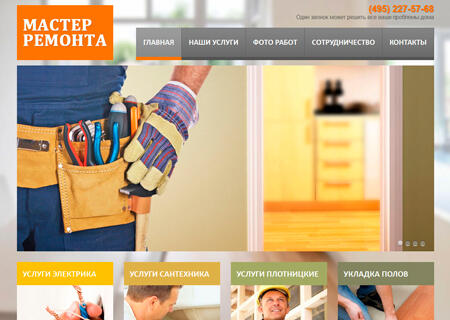 МАСТЕР
РЕМОНТА
(495) 227-57-68
Один звонок может решить все ваши проблемы дома
ГЛАВНАЯ НАШИ УСЛУГИ ФОТО РАБОТ СОТРУДНИЧЕСТВО КОНТАКТЫ
УСЛУГИ ЭЛЕКТРИКА УСЛУГИ САНТЕХНИКА УСЛУГИ ПЛОТНИЦКИЕ УКЛАДКА ПОЛОВ